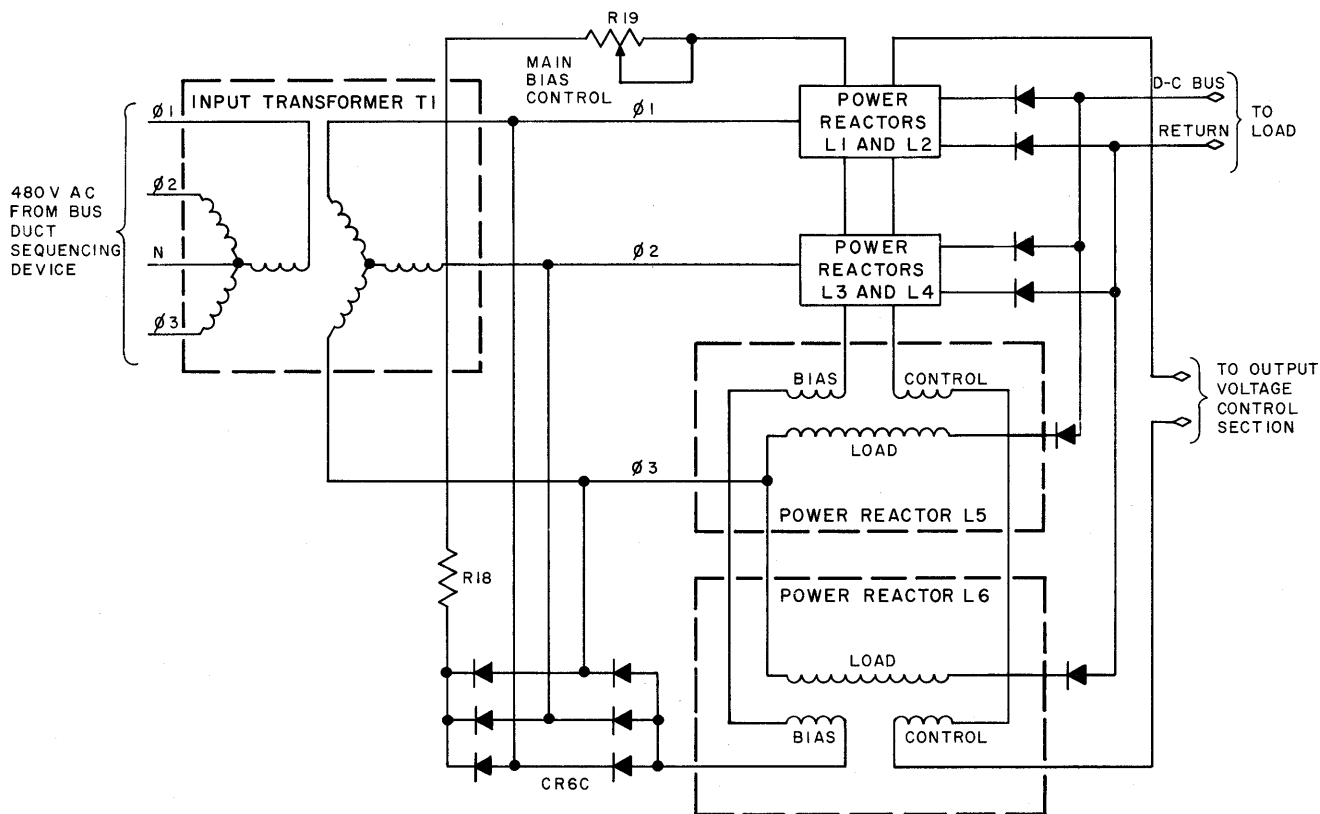 R19
MAIN
BIAS
CONTROL
INPUT TRANSFORMER T1
Ø1
Ø2
N
Ø3
480V AC
FROM BUS
DUCT
SEQUENCING
DEVICE
Ø1
Ø2
Ø3
POWER
REACTORS
L1 AND L2
POWER
REACTORS
L3 AND L4
D-C BUS
RETURN
TO
LOAD
TO OUTPUT
VOLTAGE
CONTROL
SECTION
BIAS
CONTROL
LOAD
POWER REACTOR L5
R18
POWER REACTOR L6
LOAD
BIAS
CONTROL
CR6C